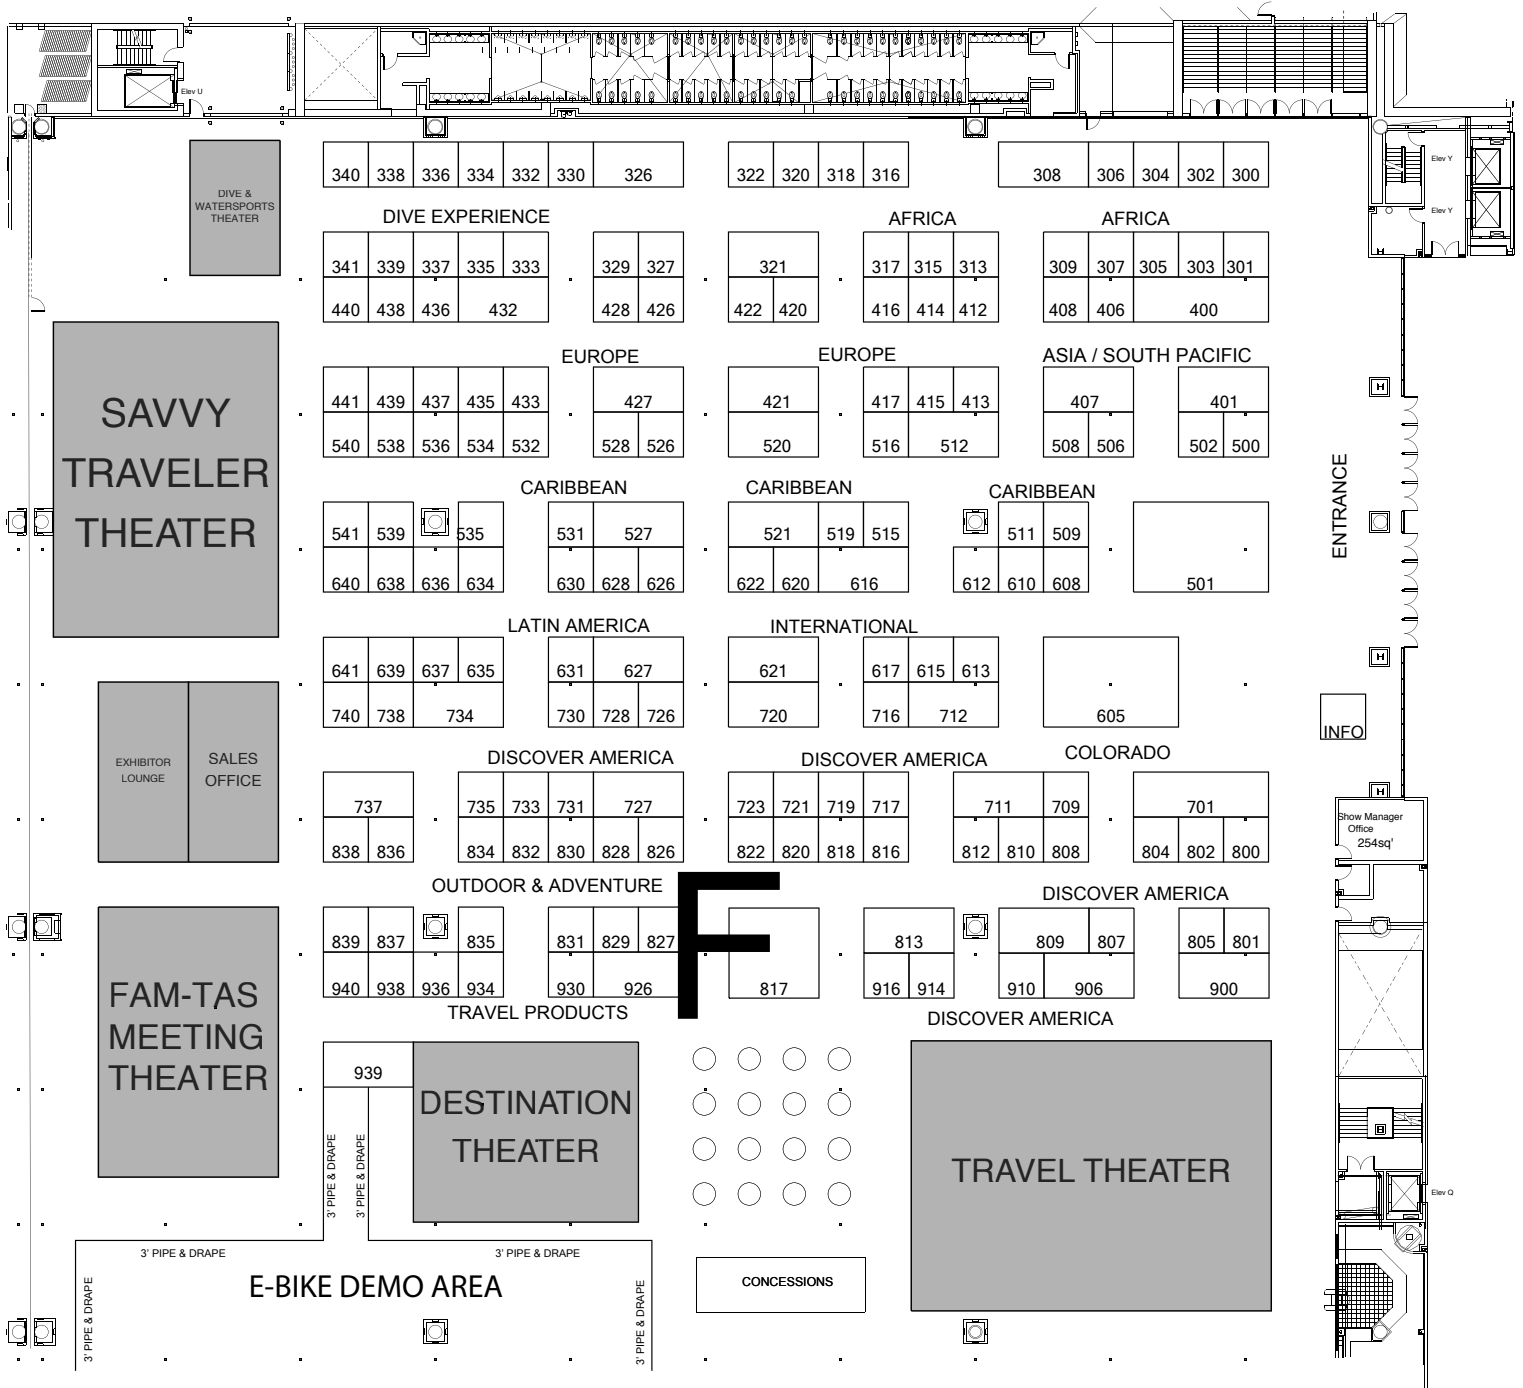 Elev U
Elev Y
Elev Y
DIVE &
WATERSPORTS
THEATER
340 338 336 334 332 330 326 322 320 318 316 308 306 304 302 300
DIVE EXPERIENCE AFRICA AFRICA
341 339 337 335 333 329 327 321 317 315 313 309 307 305 303 301
440 438 436 432 428 426 422 420 416 414 412 408 406 400
EUROPE EUROPE ASIA / SOUTH PACIFIC
SAVVY
TRAVELER
THEATER
441 439 437 435 433 427 421 417 415 413 407 401
540 538 536 534 532 528 526 520 516 512 508 506 502 500
ENTRANCE
CARIBBEAN CARIBBEAN CARIBBEAN
541 539 535 531 527 521 519 515 511 509
640 638 636 634 630 628 626 622 620 616 612 610 608 501
LATIN AMERICA INTERNATIONAL
641 639 637 635 631 627 621 617 615 613
740 738 734 730 728 726 720 716 712 605
INFO
EXHIBITOR
LOUNGE
SALES
OFFICE
DISCOVER AMERICA DISCOVER AMERICA COLORADO
737 735 733 731 727 723 721 719 717 711 709 701
838 836 834 832 830 828 826 822 820 818 816 812 810 808 804 802 800
Show Manager
Office
254sq'
OUTDOOR & ADVENTURE DISCOVER AMERICA
F
839 837 835 831 829 827 813 809 807 805 801
940 938 936 934 930 926 817 916 914 910 906 900
TRAVEL PRODUCTS DISCOVER AMERICA
FAM-TAS
MEETING
THEATER
939
DESTINATION
THEATER
TRAVEL THEATER
3' PIPE & DRAPE
3' PIPE & DRAPE
Elev Q
3' PIPE & DRAPE 3' PIPE & DRAPE
E-BIKE DEMO AREA
CONCESSIONS
3' PIPE & DRAPE
3' PIPE & DRAPE
H
H
H